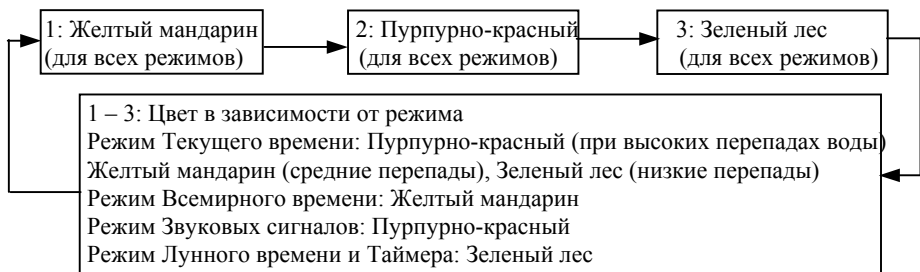 1: Желтый мандарин
(для всех режимов)
2: Пурпурно-красный
(для всех режимов)
3: Зеленый лес
(для всех режимов)
1 – 3: Цвет в зависимости от режима
Режим Текущего времени: Пурпурно-красный (при высоких перепадах воды)
Желтый мандарин (средние перепады), Зеленый лес (низкие перепады)
Режим Всемирного времени: Желтый мандарин
Режим Звуковых сигналов: Пурпурно-красный
Режим Лунного времени и Таймера: Зеленый лес